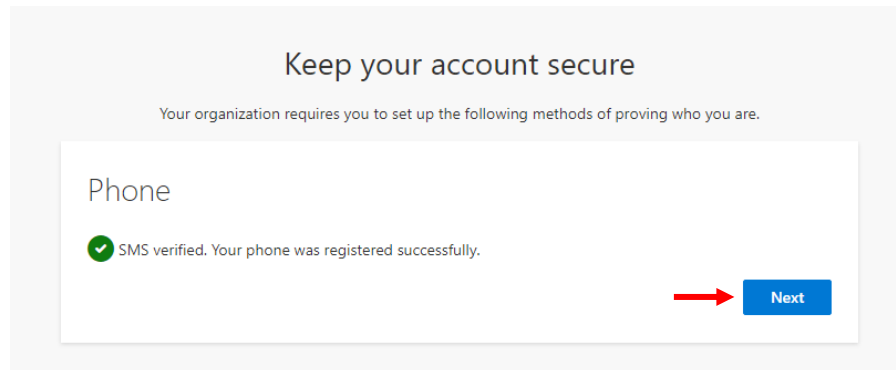 Keep your account secure
Your organization requires you to set up the following methods of proving who you are.
Phone
SMS verified. Your phone was registered successfully.
Next